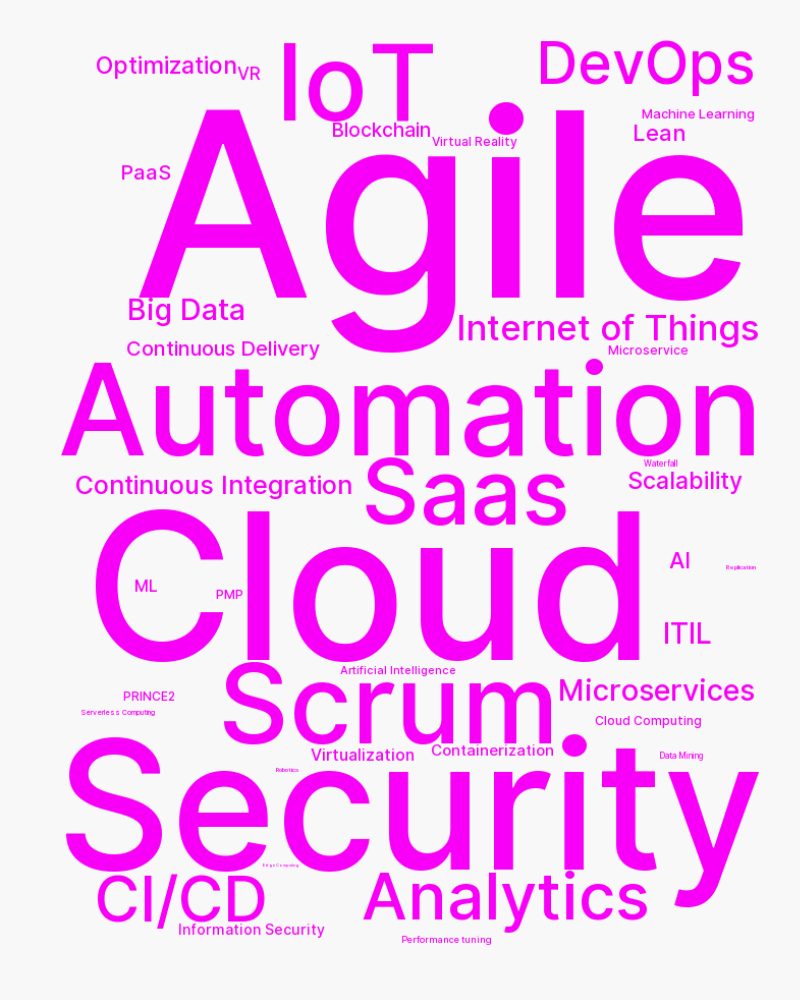 IoT
DevOps
Optimization
VR
Machine Learning
Blockchain
Lean
Virtual Reality
PaaS
Agile
Big Data
Internet of Things
Continuous Delivery
Microservice
Automation
Waterfall
Continuous Integration
Saas
Scalability
Cloud
AI
Replication
ML
PMP
ITIL
Artificial Intelligence
Scrum
Microservices
PRINCE2
Serverless Computing
Cloud Computing
Virtualization
Containerization
Data Mining
Robotics
Security
Edge Computing
CI/CD
Analytics
Information Security
Performance tuning